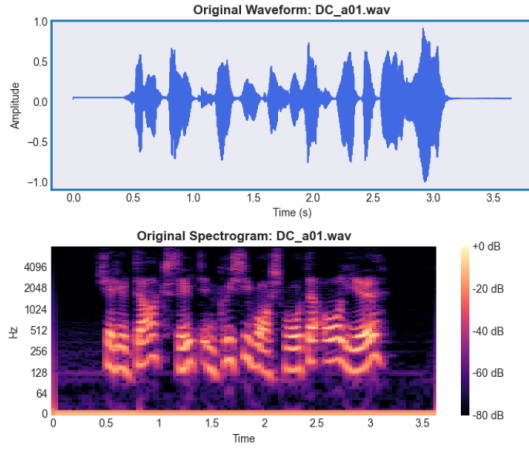 Original Waveform: DC_a01.wav
1.0
0.5
0.0
−0.5
−1.0
Amplitude
0.0 0.5 1.0 1.5 2.0 2.5 3.0 3.5
Time (s)
Original Spectrogram: DC_a01.wav
4096
2048
1024
512
256
128
64
0
Hz
0 0.5 1 1.5 2 2.5 3 3.5
Time
+0 dB
-20 dB
-40 dB
-60 dB
-80 dB